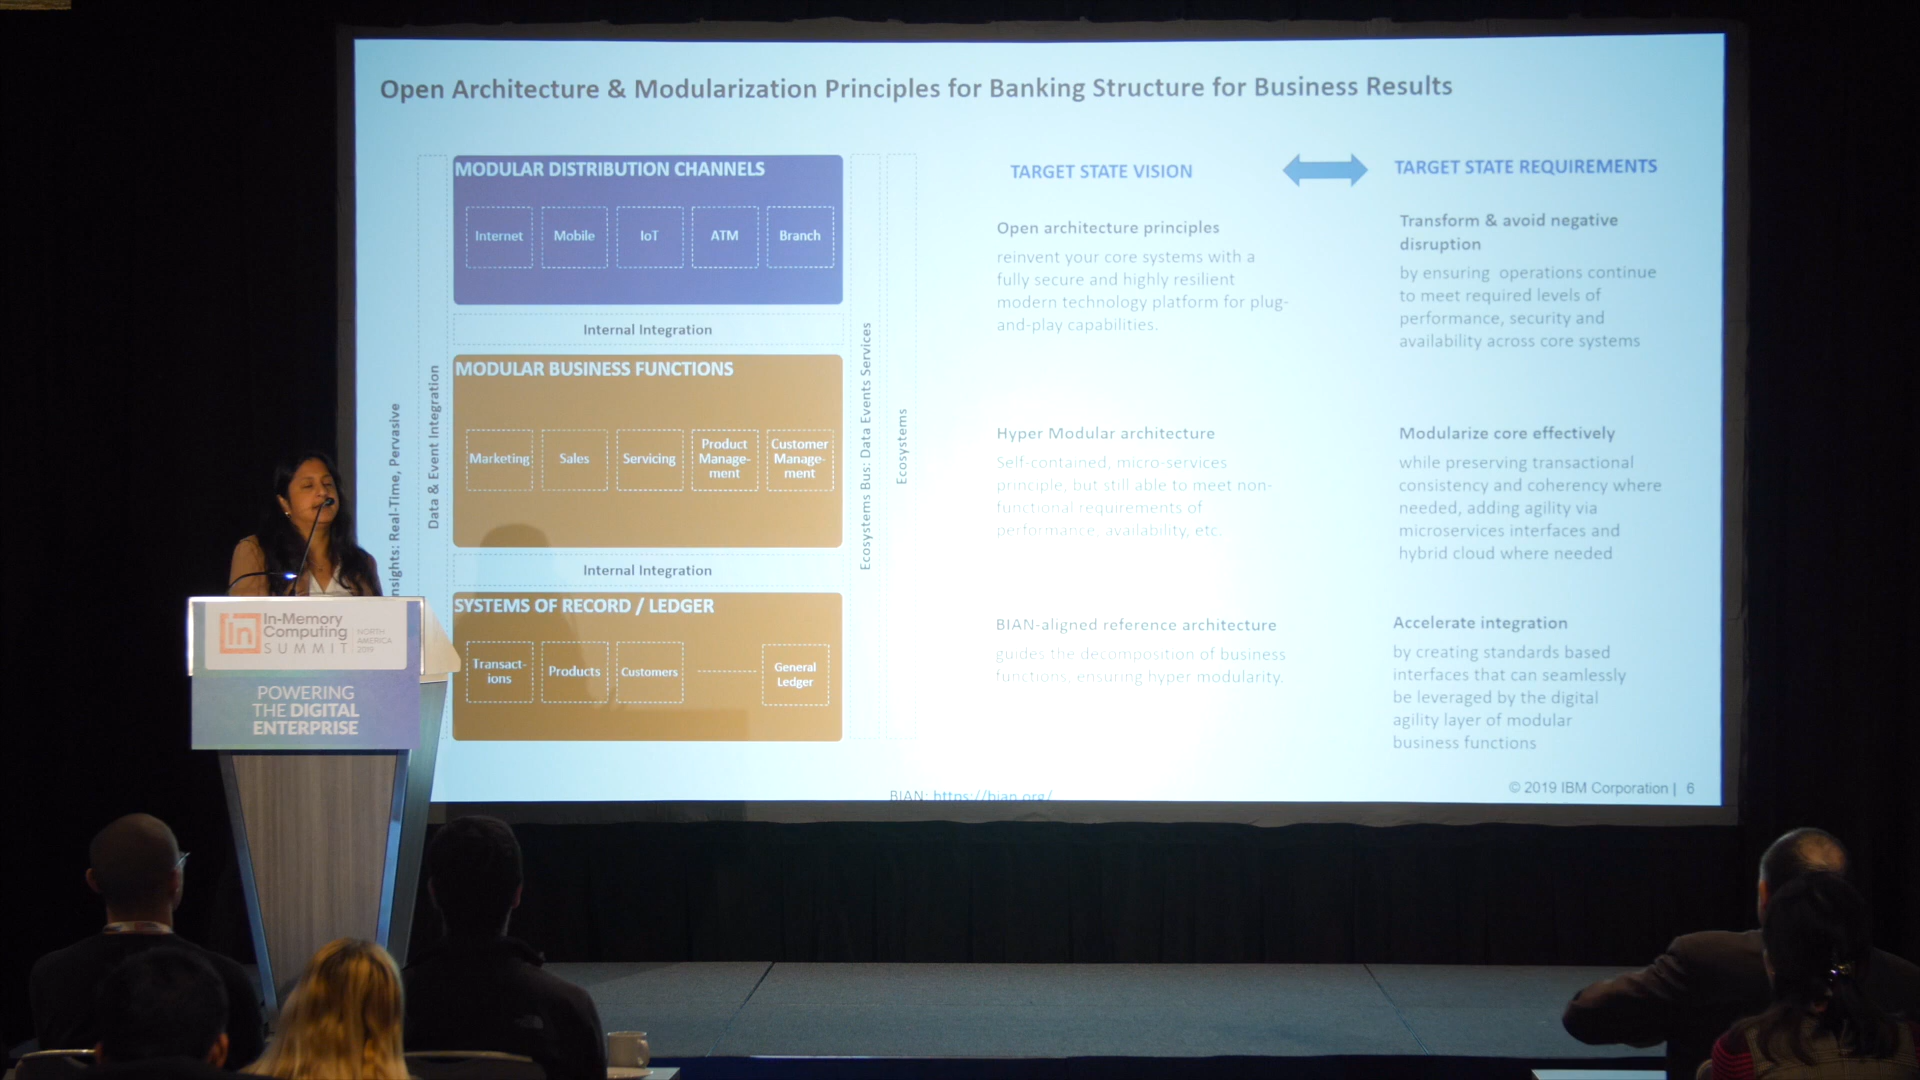 Open Architecture & Modularization Principles for Banking Structure for Business Results
MODULAR DISTRIBUTION CHANNELS
Internet
Mobile
IoT
ATM
Branch
Internal Integration
MODULAR BUSINESS FUNCTIONS
Marketing
Sales
Servicing
Product
Manage-
ment
Customer
Manage-
ment
Internal Integration
SYSTEMS OF RECORD / LEDGER
Transact-
ions
Products
Customers
General
Ledger
nsights: Real-Time, Pervasive
Data & Event Integration
Ecosystems Bus: Data Events Services
Ecosystems
TARGET STATE VISION
Open architecture principles
reinvent your core systems with a
fully secure and highly resilient
modern technology platform for plug-
and-play capabilities.
Hyper Modular architecture
Self-contained, micro-services
principle, but still able to meet non-
functional requirements of
performance, availability, etc.
BIAN-aligned reference architecture
guides the decomposition of business
functions, ensuring hyper modularity.
TARGET STATE REQUIREMENTS
Transform & avoid negative
disruption
by ensuring operations continue
to meet required levels of
performance, security and
availability across core systems
Modularize core effectively
while preserving transactional
consistency and coherency where
needed, adding agility via
microservices interfaces and
hybrid cloud where needed
Accelerate integration
by creating standards based
interfaces that can seamlessly
be leveraged by the digital
agility layer of modular
business functions
BIAN: https://bian.org/
© 2019 IBM Corporation | 6
in
In-Memory
Computing
SUMMIT
NORTH
AMERICA
2019
POWERING
THE DIGITAL
ENTERPRISE